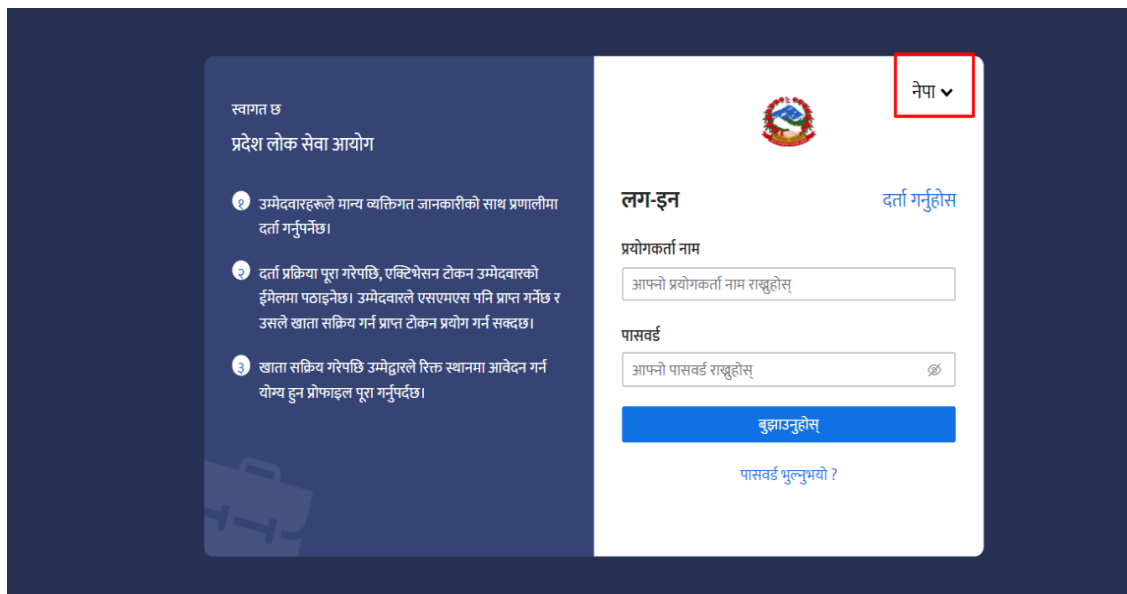 स्वागत छ
प्रदेश लोक सेवा आयोग
१ उम्मेदवारहरूले मान्य व्यक्तिगत जानकारीको साथ प्रणालीमा
दर्ता गर्नुपर्नेछ।
२ दर्ता प्रक्रिया पूरा गरेपछि, एक्टिभेसन टोकन उम्मेदवारको
ईमेलमा पठाइनेछ। उम्मेदवारले एसएमएस पनि प्राप्त गर्नेछ र
उसले खाता सक्रिय गर्न प्राप्त टोकन प्रयोग गर्न सक्दछ।
३ खाता सक्रिय गरेपछि उम्मेद्वारले रिक्त स्थानमा आवेदन गर्न
योग्य हुन प्रोफाइल पूरा गर्नुपर्दछ।
नेपा
लग-इन
दर्ता गर्नुहोस
प्रयोगकर्ता नाम
आफ्नो प्रयोगकर्ता नाम राख्नुहोस्
पासवर्ड
आफ्नो पासवर्ड राख्नुहोस्
बुझाउनुहोस्
पासवर्ड भुल्नुभयो ?